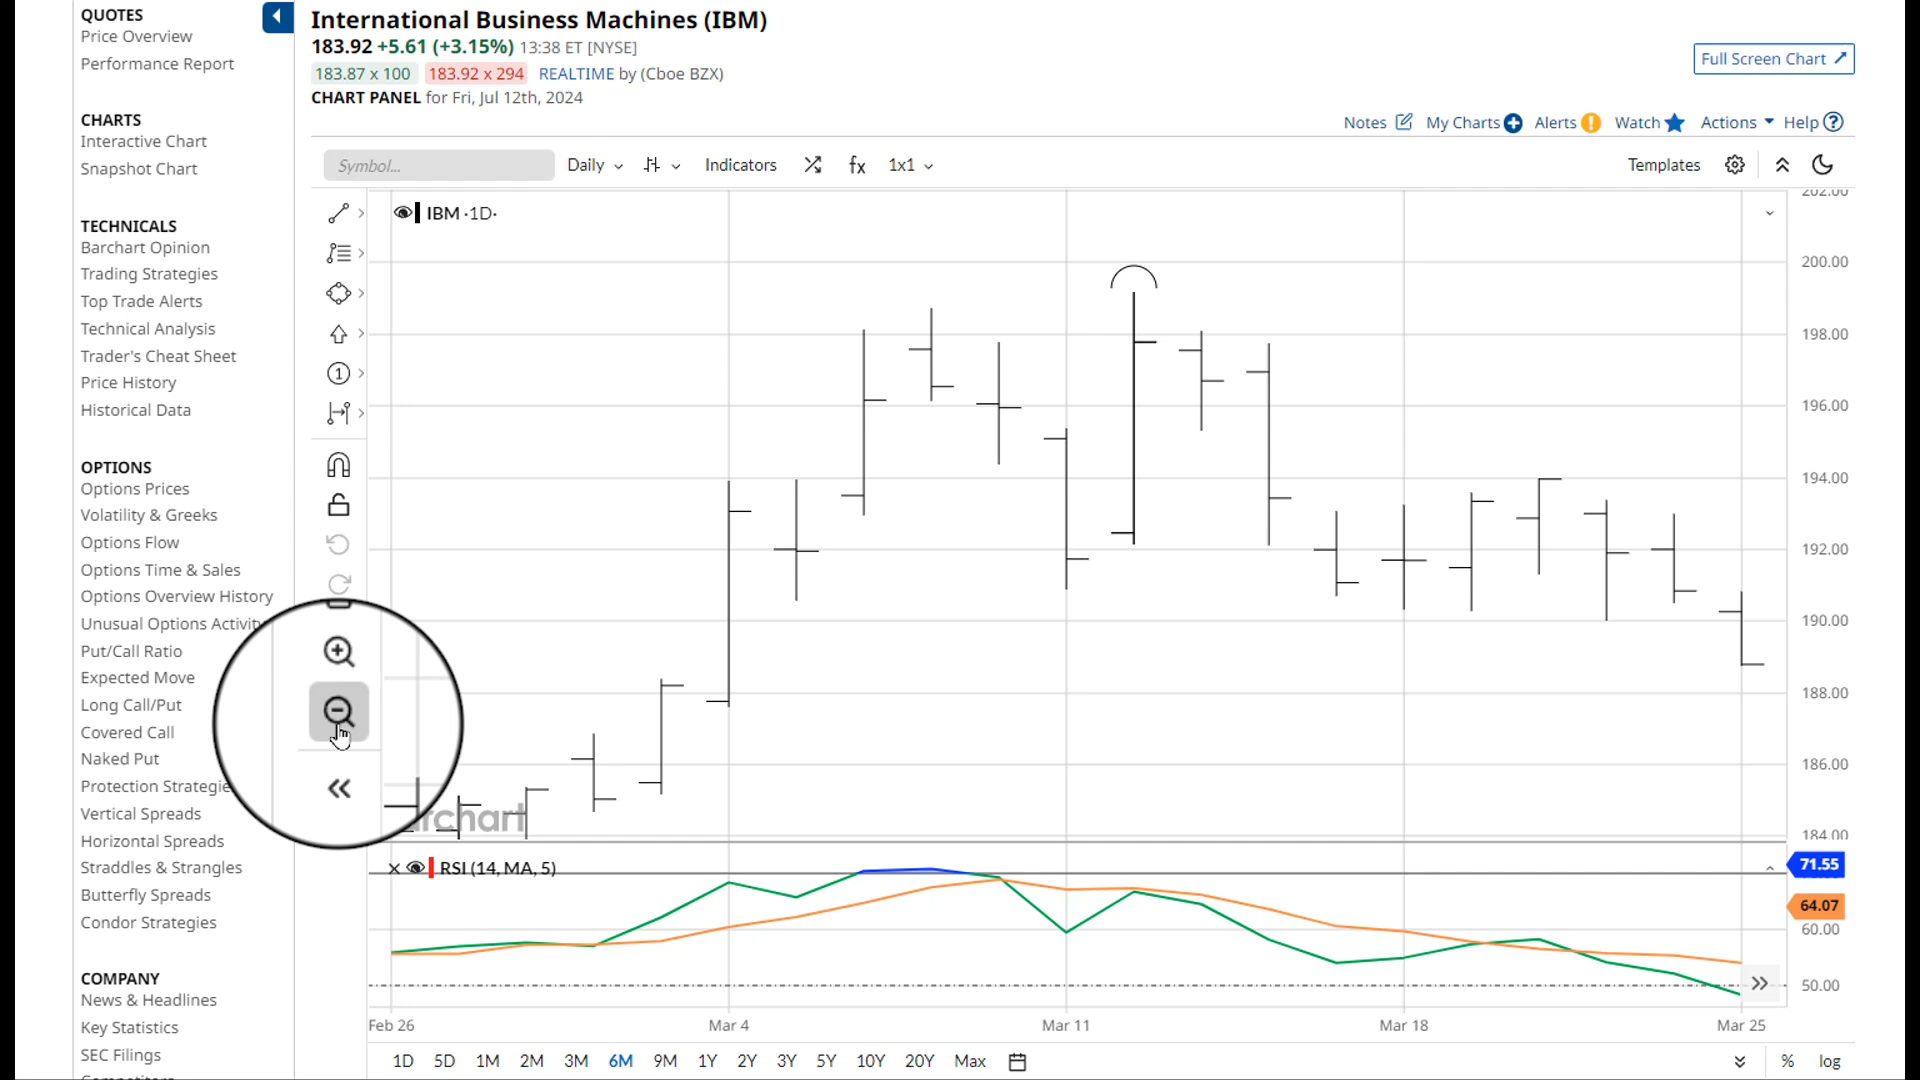 QUOTES
Price Overview
Performance Report
CHARTS
Interactive Chart
Snapshot Chart
TECHNICALS
Barchart Opinion
Trading Strategies
Top Trade Alerts
Technical Analysis
Trader's Cheat Sheet
Price History
Historical Data
OPTIONS
Options Prices
Volatility & Greeks
Options Flow
Options Time & Sales
Options Overview History
Unusual Options Activity
Put/Call Ratio
Expected Move
Long Call/Put
Covered Call
Naked Put
Protection Strategie
Vertical Spreads
Horizontal Spreads
Straddles & Strangles
Butterfly Spreads
Condor Strategies
COMPANY
News & Headlines
Key Statistics
SEC Filings
International Business Machines (IBM)
183.92 +5.61 (+3.15%) 13:38 ET [NYSE]
183.87 x 100 183.92 x 294 REALTIME by (Cboe BZX)
CHART PANEL for Fri, Jul 12th, 2024
Full Screen Chart
Notes My Charts Alerts Watch Actions Help
Symbol... Daily Indicators fx 1x1 Templates
IBM ·1D·
202.00
200.00
198.00
196.00
194.00
192.00
190.00
188.00
186.00
184.00
rchart
RSI (14, MA, 5)
71.55
64.07
60.00
50.00
Feb 26 Mar 4 Mar 11 Mar 18 Mar 25
1D 5D 1M 2M 3M 6M 9M 1Y 2Y 3Y 5Y 10Y 20Y Max % log